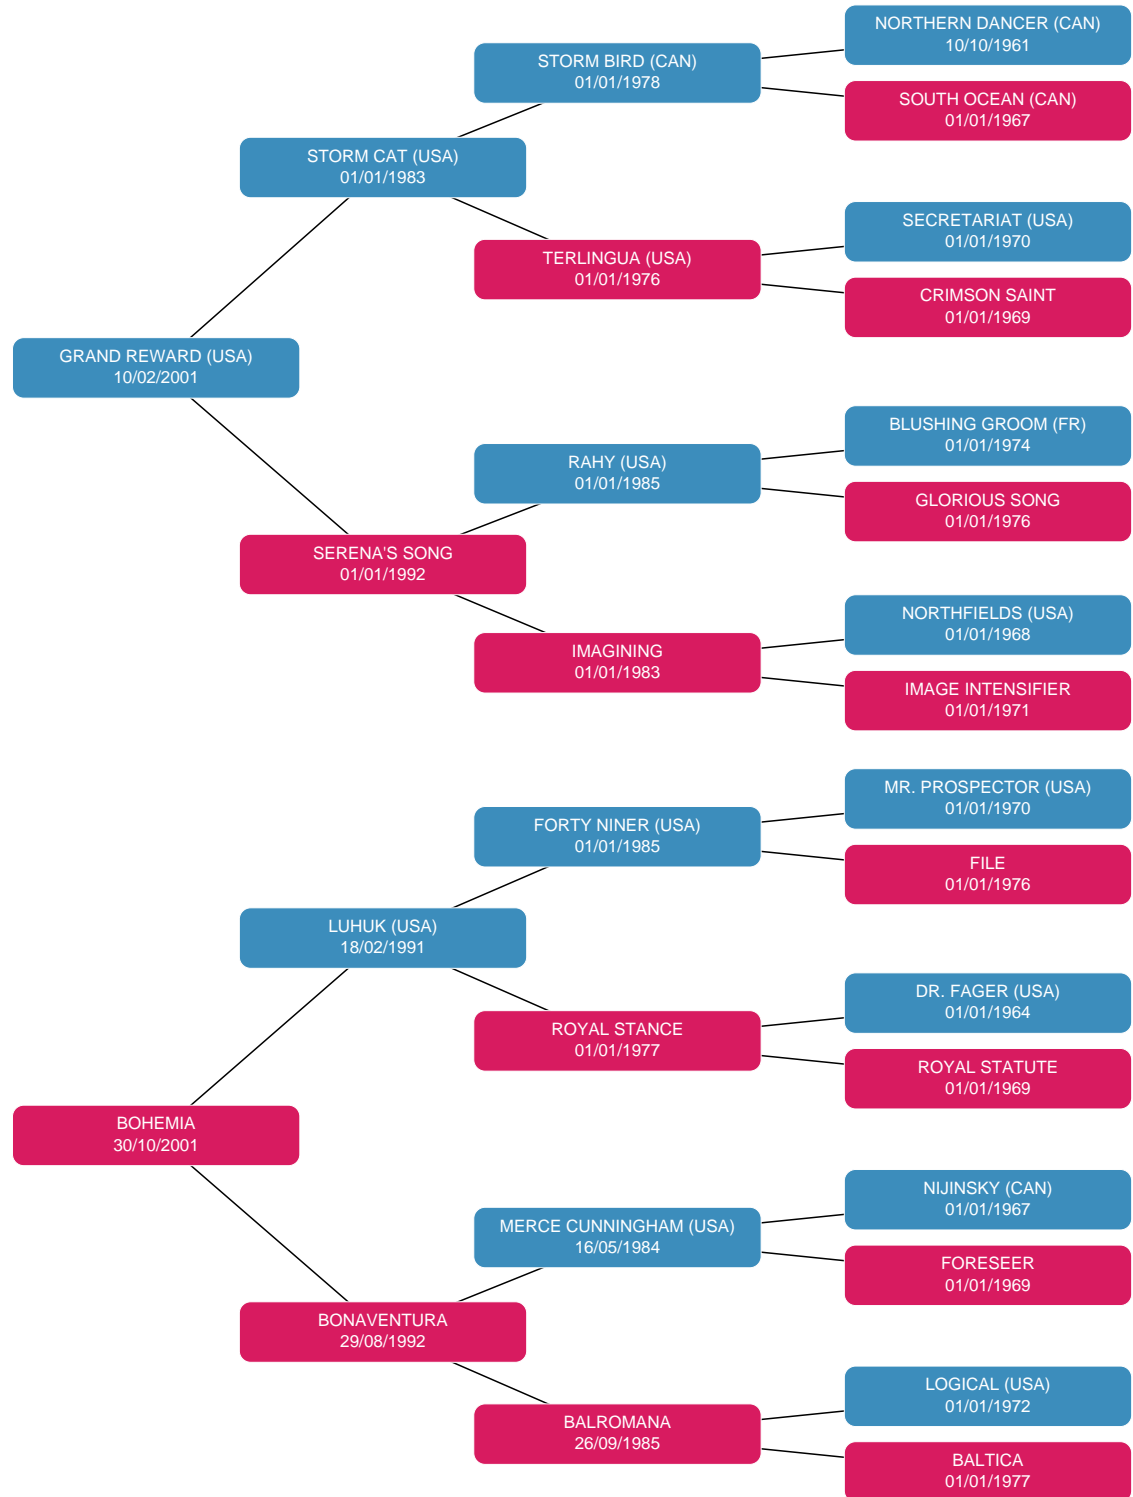 NORTHERN DANCER (CAN)
10/10/1961
STORM BIRD (CAN)
01/01/1978
SOUTH OCEAN (CAN)
01/01/1967
STORM CAT (USA)
01/01/1983
SECRETARIAT (USA)
01/01/1970
TERLINGUA (USA)
01/01/1976
CRIMSON SAINT
01/01/1969
GRAND REWARD (USA)
10/02/2001
BLUSHING GROOM (FR)
01/01/1974
RAHY (USA)
01/01/1985
GLORIOUS SONG
01/01/1976
SERENA'S SONG
01/01/1992
NORTHFIELDS (USA)
01/01/1968
IMAGINING
01/01/1983
IMAGE INTENSIFIER
01/01/1971
MR. PROSPECTOR (USA)
01/01/1970
FORTY NINER (USA)
01/01/1985
FILE
01/01/1976
LUHUK (USA)
18/02/1991
DR. FAGER (USA)
01/01/1964
ROYAL STANCE
01/01/1977
ROYAL STATUTE
01/01/1969
BOHEMIA
30/10/2001
NIJINSKY (CAN)
01/01/1967
MERCE CUNNINGHAM (USA)
16/05/1984
FORESEER
01/01/1969
BONAVENTURA
29/08/1992
LOGICAL (USA)
01/01/1972
BALROMANA
26/09/1985
BALTICA
01/01/1977